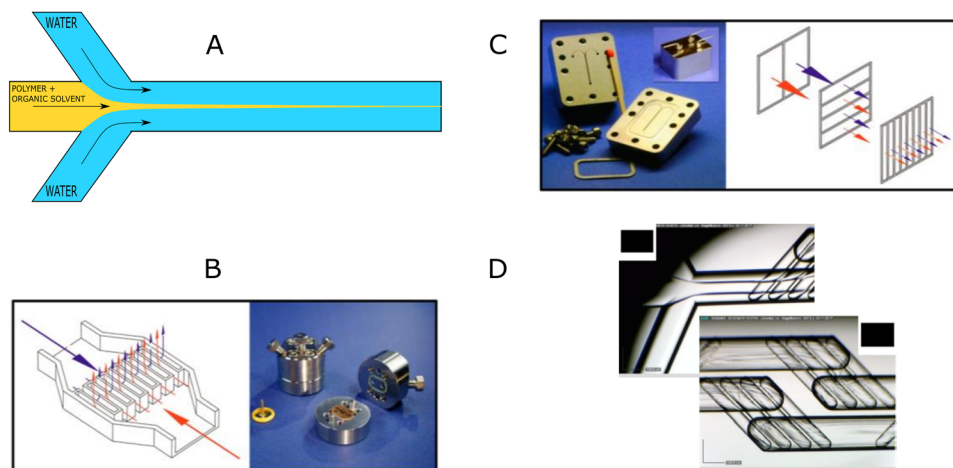 WATER
A
POLYMER +
ORGANIC SOLVENT
WATER
C
B
D